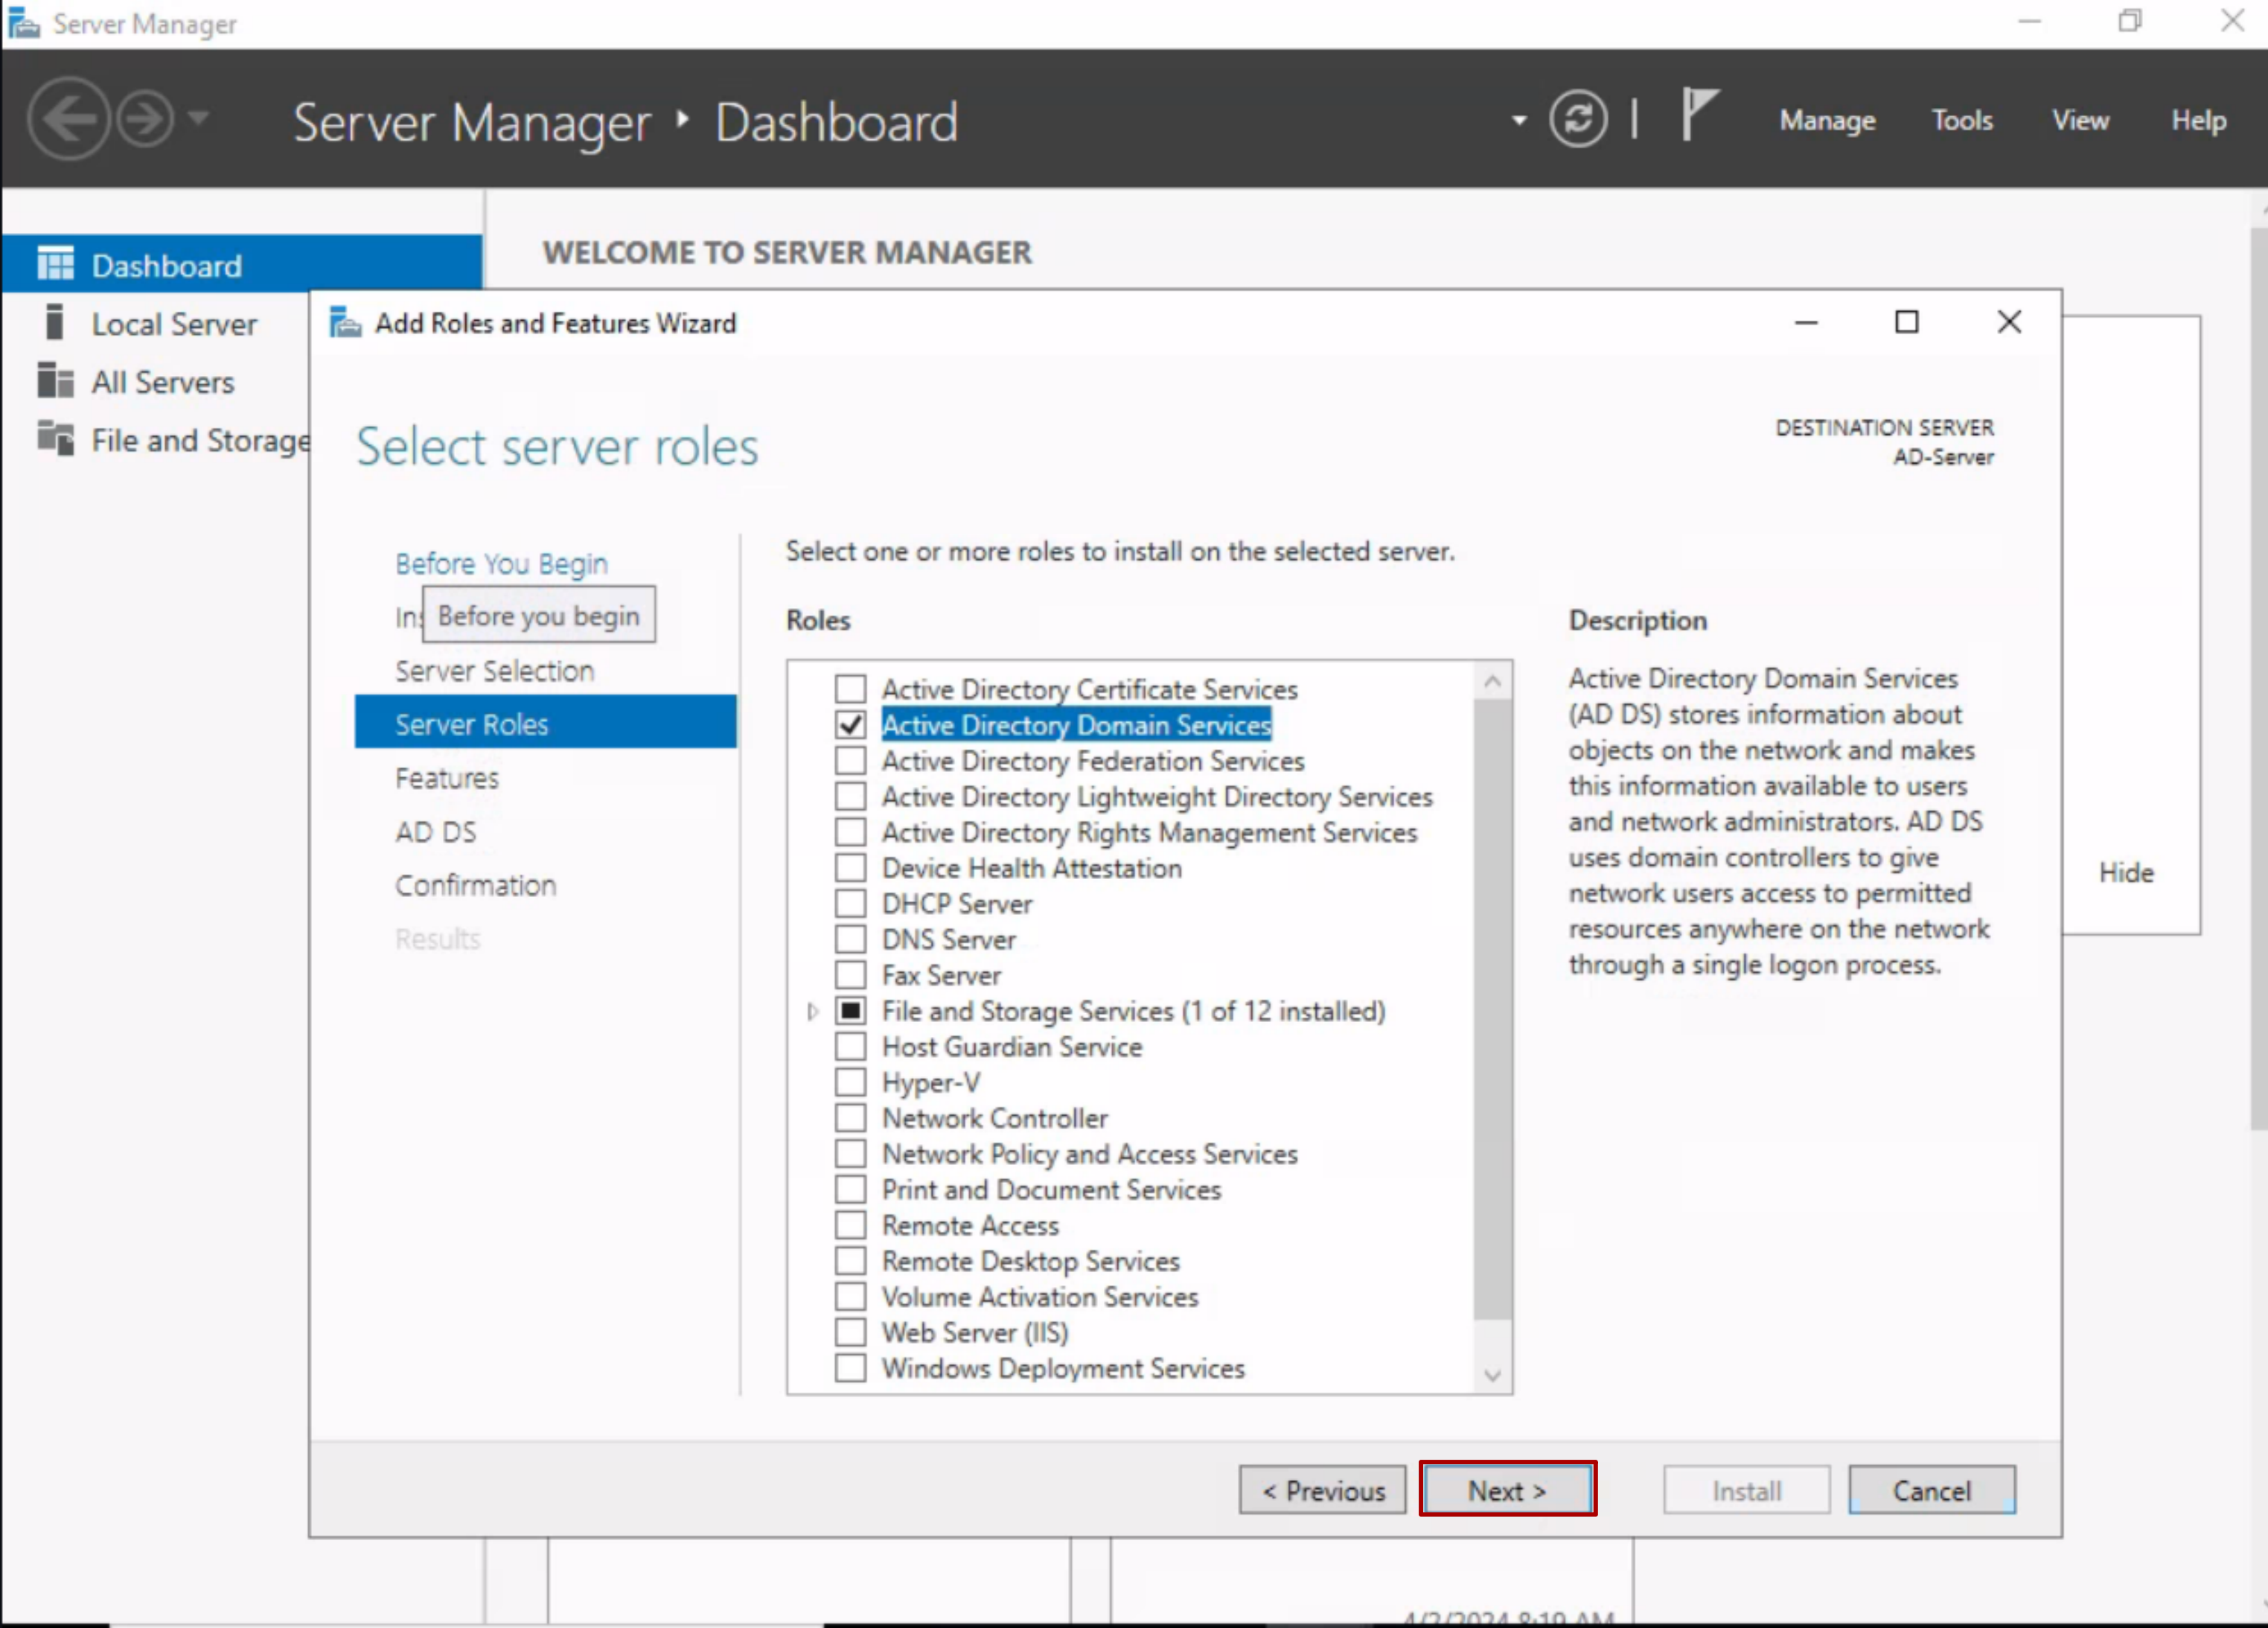 Server Manager
Server Manager
Dashboard
Manage
Tools
View
Help
Dashboard
Local Server
All Servers
File and Storage
WELCOME TO SERVER MANAGER
Add Roles and Features Wizard
Select server roles
DESTINATION SERVER
AD-Server
Before You Begin
Before you begin
Server Selection
Server Roles
Features
AD DS
Confirmation
Results
Select one or more roles to install on the selected server.
Roles
Active Directory Certificate Services
Active Directory Domain Services
Active Directory Federation Services
Active Directory Lightweight Directory Services
Active Directory Rights Management Services
Device Health Attestation
DHCP Server
DNS Server
Fax Server
File and Storage Services (1 of 12 installed)
Host Guardian Service
Hyper-V
Network Controller
Network Policy and Access Services
Print and Document Services
Remote Access
Remote Desktop Services
Volume Activation Services
Web Server (IIS)
Windows Deployment Services
Description
Active Directory Domain Services
(AD DS) stores information about
objects on the network and makes
this information available to users
and network administrators. AD DS
uses domain controllers to give
network users access to permitted
resources anywhere on the network
through a single logon process.
Hide
< Previous
Next >
Install
Cancel
4/2/2024 8:19 AM